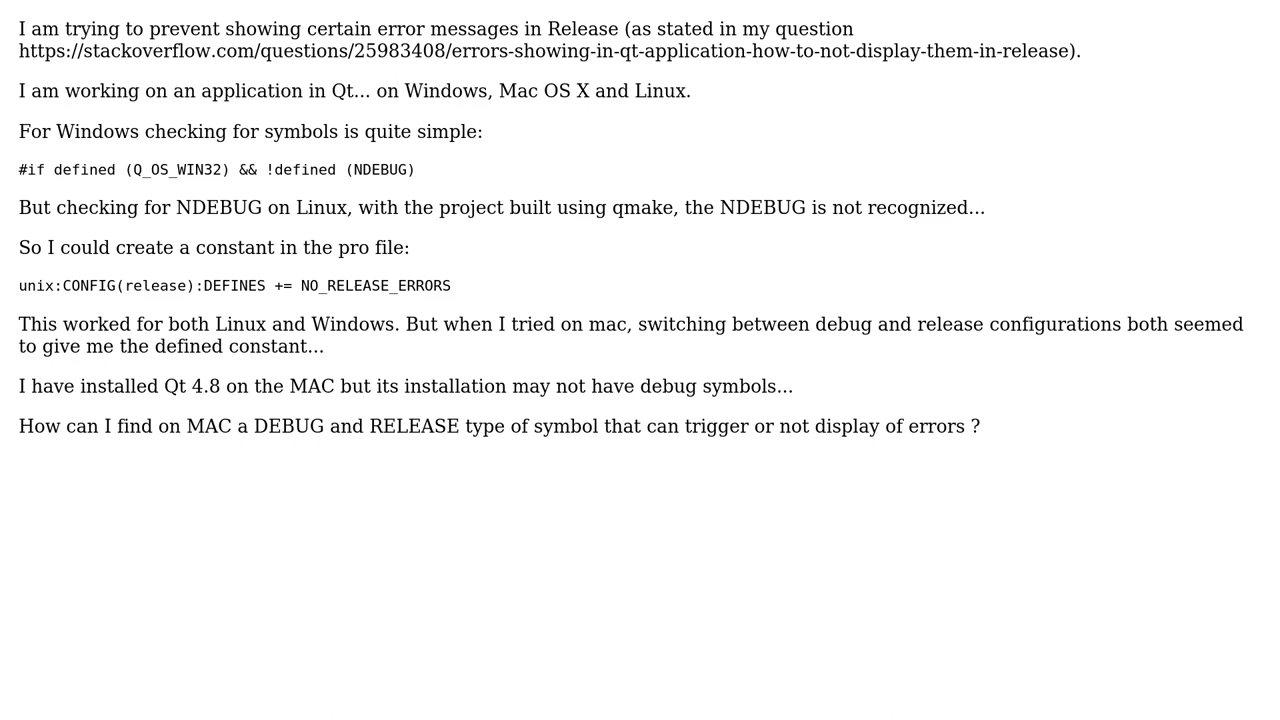 I am trying to prevent showing certain error messages in Release (as stated in my question
https://stackoverflow.com/questions/25983408/errors-showing-in-qt-application-how-to-not-display-them-in-release).
I am working on an application in Qt... on Windows, Mac OS X and Linux.
For Windows checking for symbols is quite simple:
#if defined (Q_OS_WIN32) && !defined (NDEBUG)
But checking for NDEBUG on Linux, with the project built using qmake, the NDEBUG is not recognized...
So I could create a constant in the pro file:
unix:CONFIG(release):DEFINES += NO_RELEASE_ERRORS
This worked for both Linux and Windows. But when I tried on mac, switching between debug and release configurations both seemed
to give me the defined constant...
I have installed Qt 4.8 on the MAC but its installation may not have debug symbols...
How can I find on MAC a DEBUG and RELEASE type of symbol that can trigger or not display of errors ?